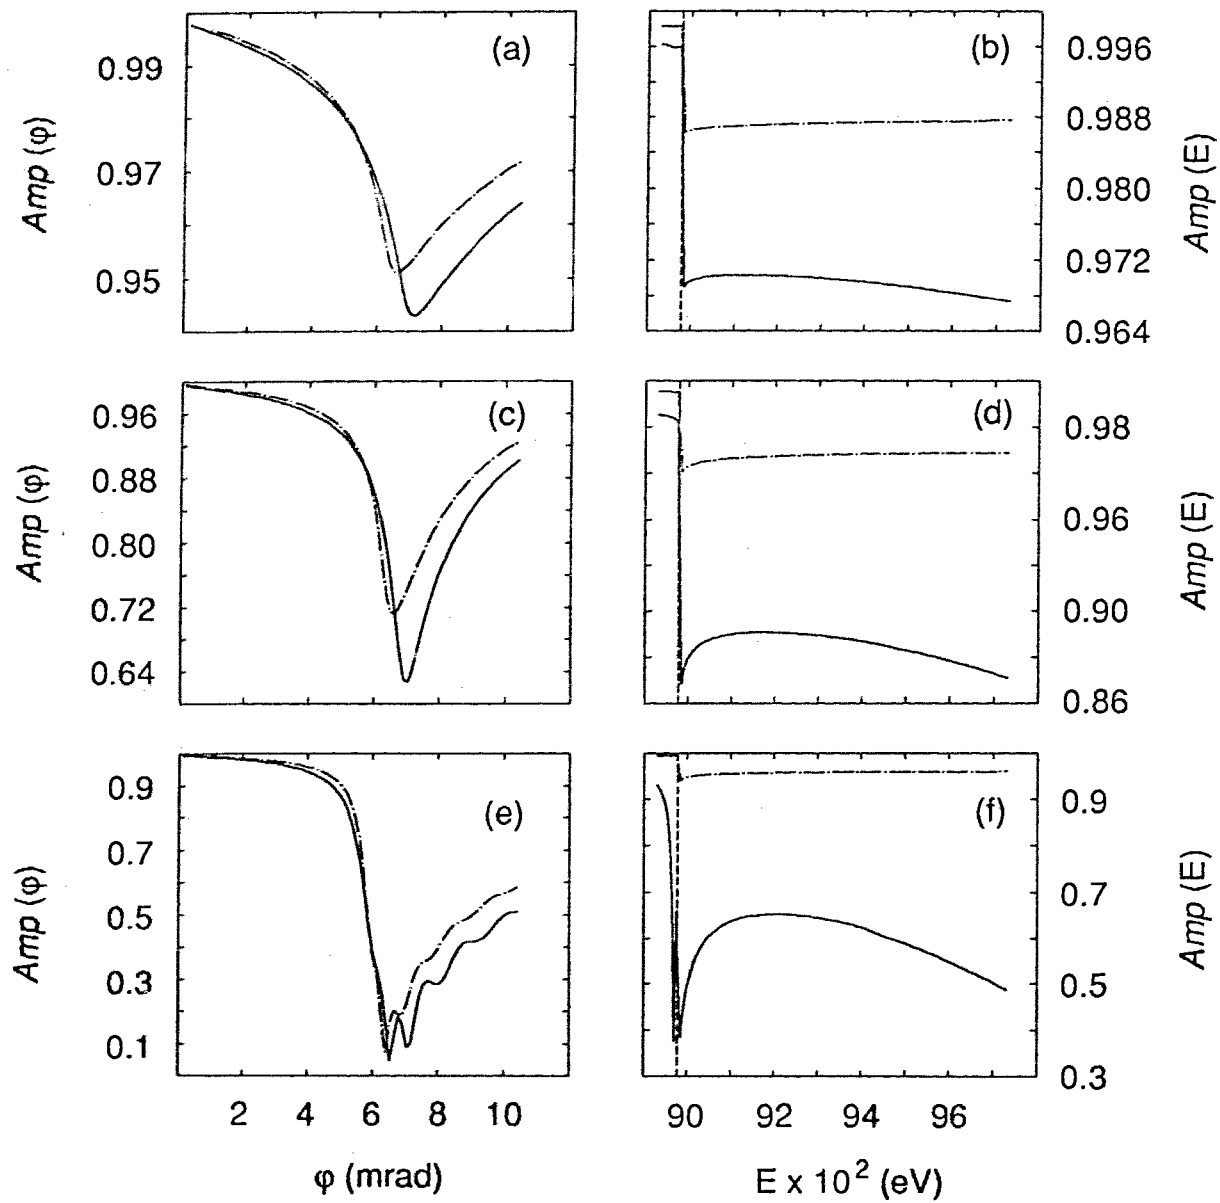 (a)
0.99
0.97
0.95
Amp (φ)
(b)
0.996
0.988
0.980
0.972
0.964
Amp (E)
(c)
0.96
0.88
0.80
0.72
0.64
Amp (φ)
(d)
0.98
0.96
0.90
0.86
Amp (E)
(e)
0.9
0.7
0.5
0.3
0.1
Amp (φ)
2 4 6 8 10
φ (mrad)
(f)
0.9
0.7
0.5
0.3
Amp (E)
90 92 94 96
E x 10² (eV)